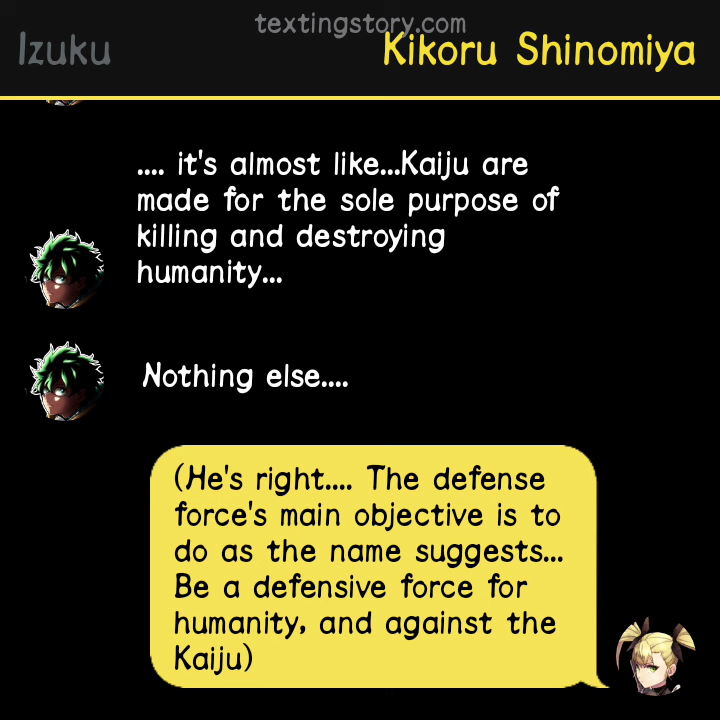 textingstory.com
Izuku
Kikoru Shinomiya
.... it's almost like...Kaiju are
made for the sole purpose of
killing and destroying
humanity...
Nothing else....
(He's right.... The defense
force's main objective is to
do as the name suggests...
Be a defensive force for
humanity, and against the
Kaiju)